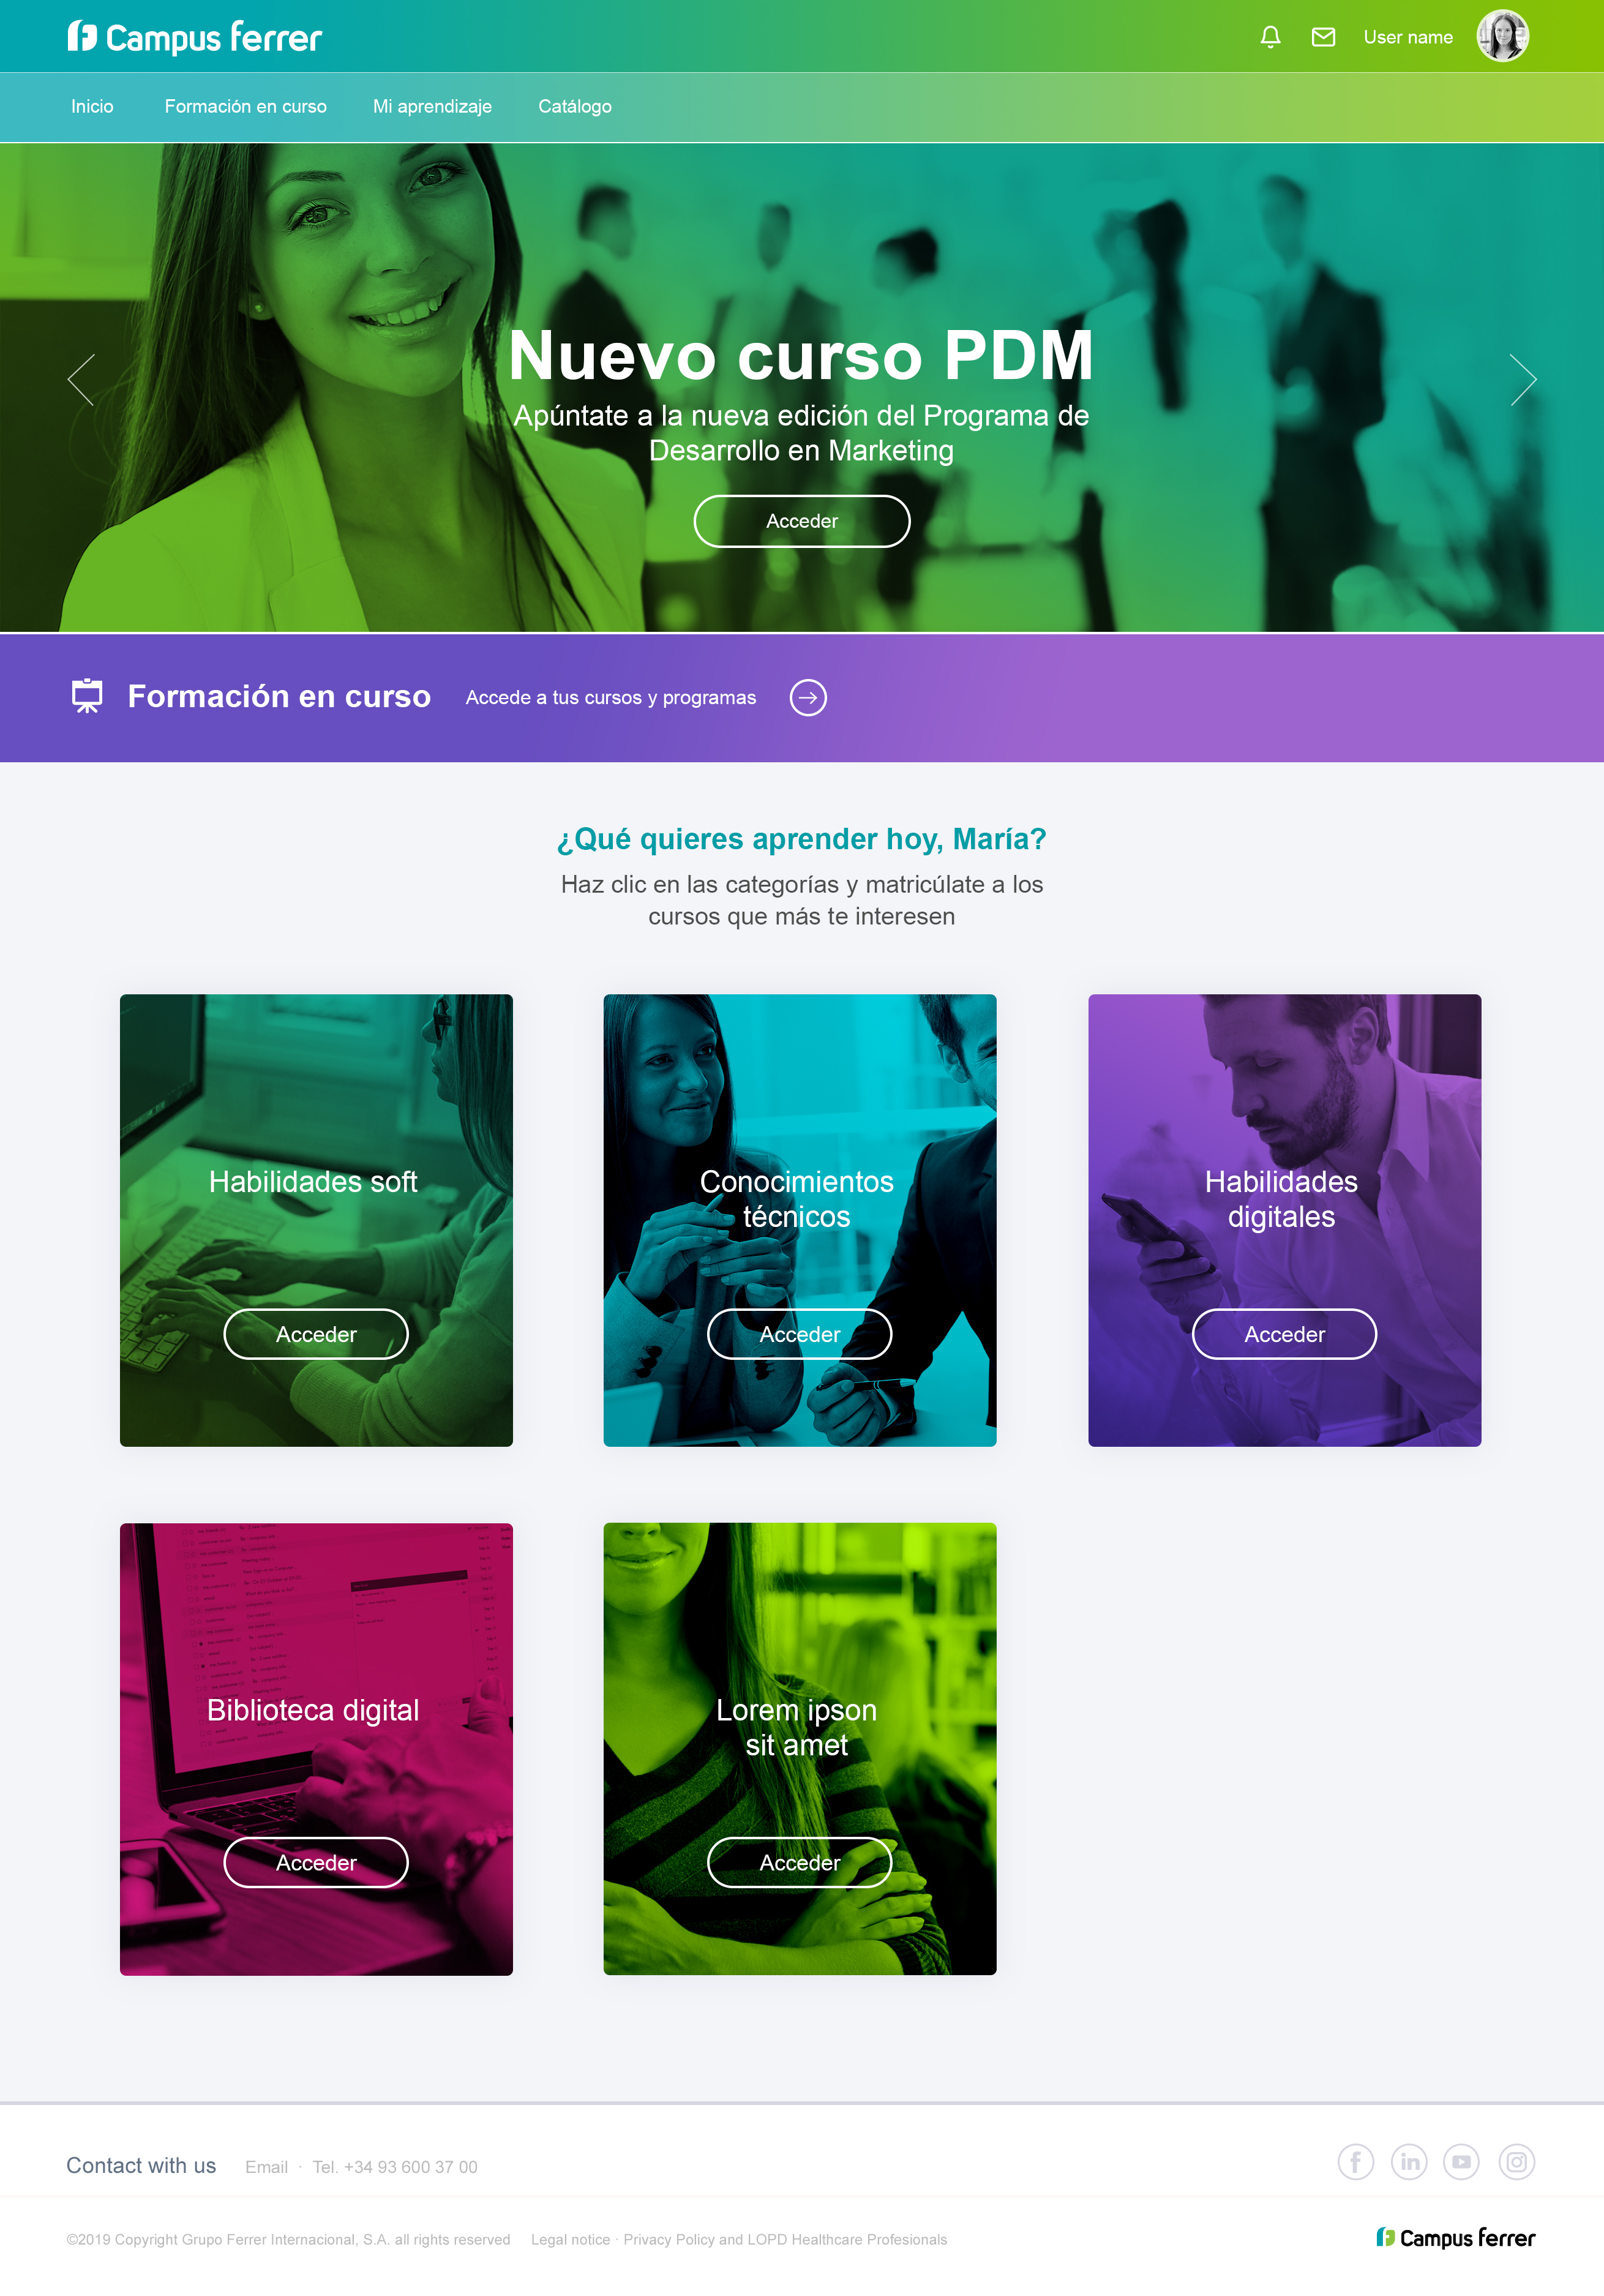 Campus ferrer
User name
Inicio
Formación en curso
Mi aprendizaje
Catálogo
Nuevo curso PDM
Apúntate a la nueva edición del Programa de
Desarrollo en Marketing
Acceder
Formación en curso
Accede a tus cursos y programas
¿Qué quieres aprender hoy, María?
Haz clic en las categorías y matricúlate a los
cursos que más te interesen
Habilidades soft
Acceder
Conocimientos
técnicos
Acceder
Habilidades
digitales
Acceder
Biblioteca digital
Acceder
Lorem ipson
sit amet
Acceder
Contact with us
Email · Tel. +34 93 600 37 00
©2019 Copyright Grupo Ferrer Internacional, S.A. all rights reserved
Legal notice · Privacy Policy and LOPD Healthcare Profesionals
Campus ferrer